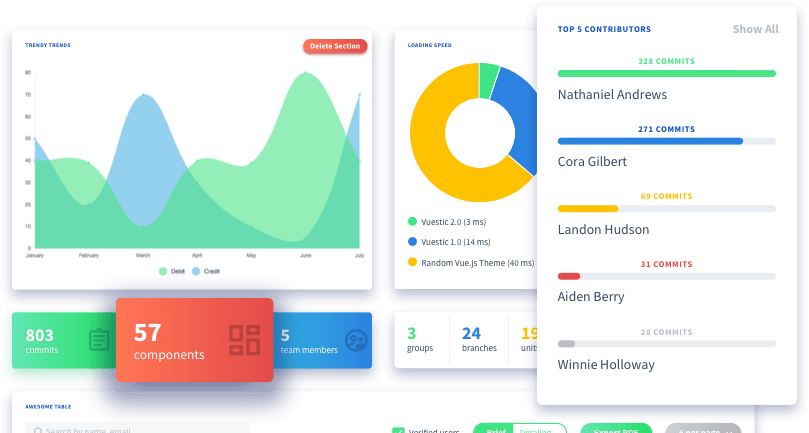 TRENDY TRENDS
Delete Section
80
70
60
50
40
30
20
10
0
January February March April May June July
Debit Credit
LOADING SPEED
Vuestic 2.0 (3 ms)
Vuestic 1.0 (14 ms)
Random Vue.js Theme (40 ms)
TOP 5 CONTRIBUTORS Show All
328 COMMITS
Nathaniel Andrews
271 COMMITS
Cora Gilbert
69 COMMITS
Landon Hudson
31 COMMITS
Aiden Berry
28 COMMITS
Winnie Holloway
803
commits
57
components
5
team members
3
groups
24
branches
19
units
AWESOME TABLE
Search by name, email
Verified users Brief Detailed Export PDF